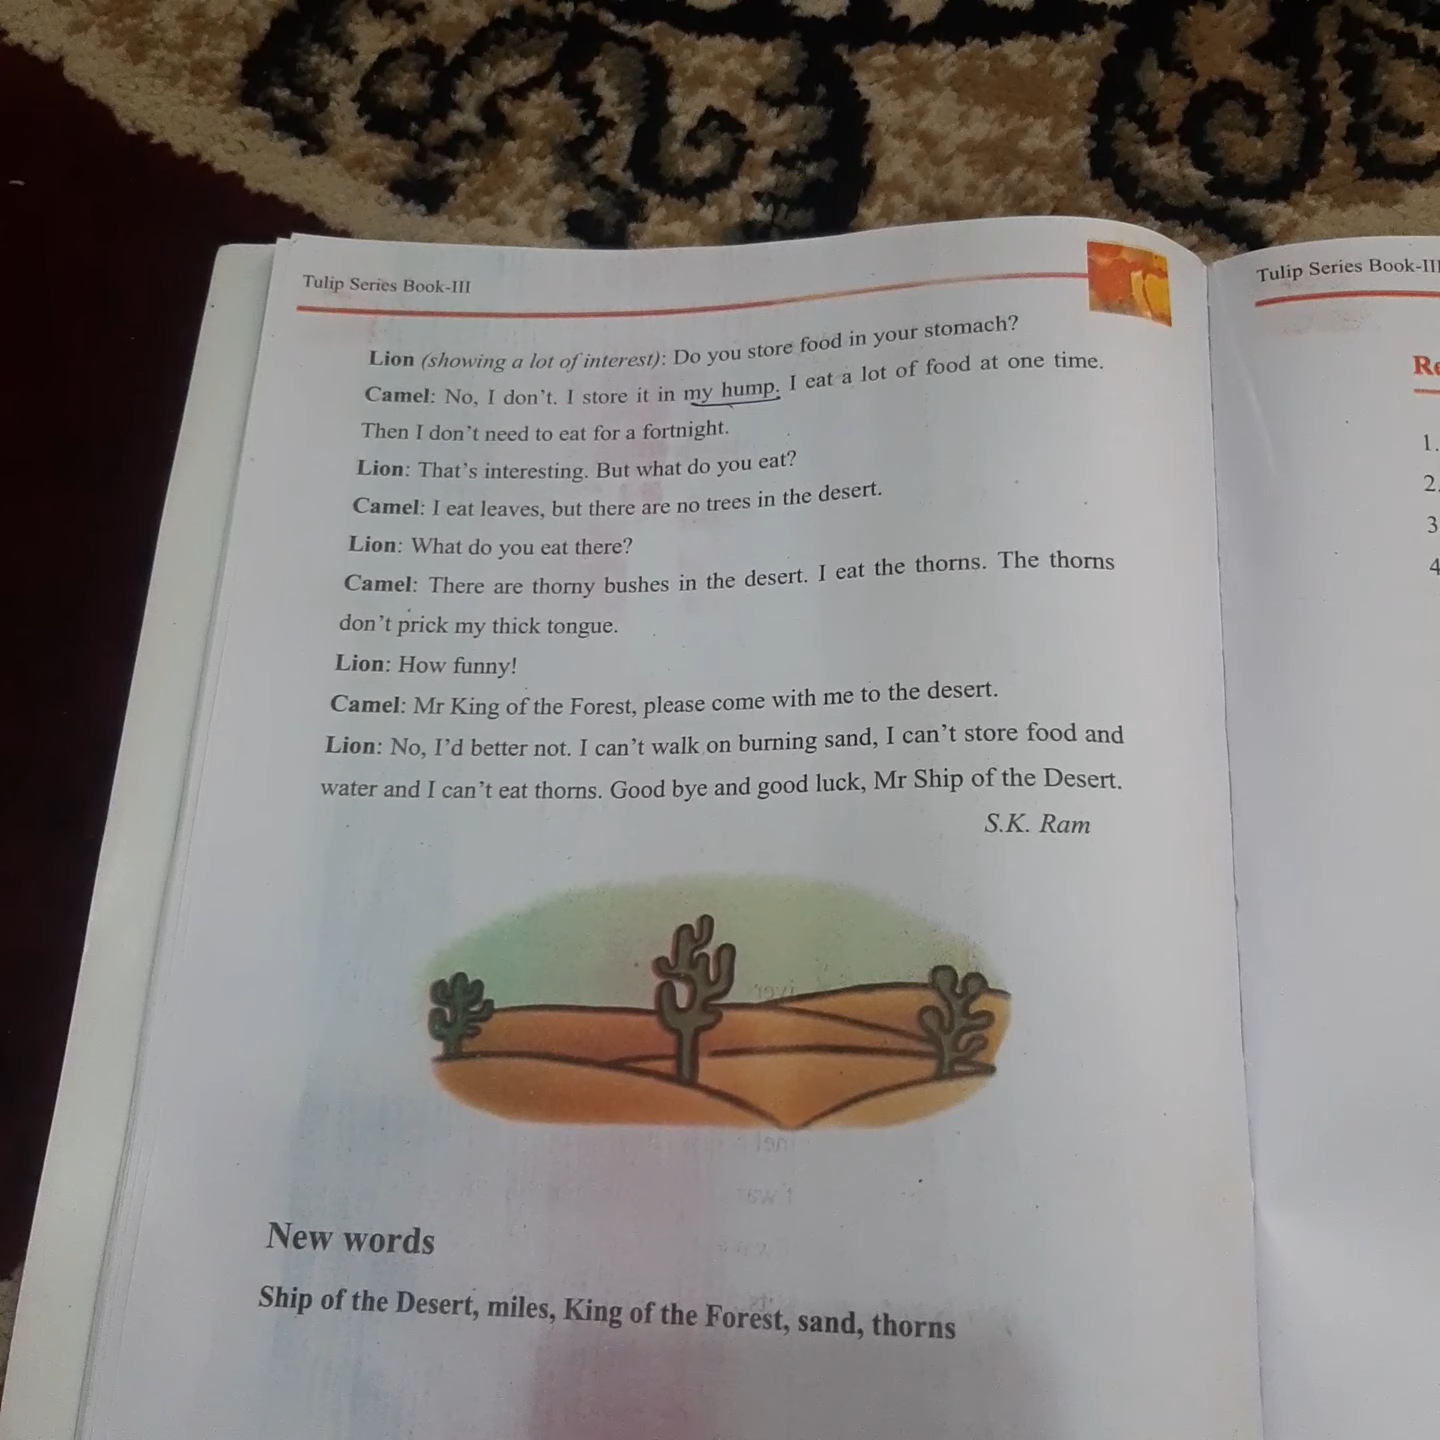 Tulip Series Book-III
Lion (showing a lot of interest): Do you store food in your stomach?
Camel: No, I don't. I store it in my hump. I eat a lot of food at one time.
Then I don't need to eat for a fortnight.
Lion: That's interesting. But what do you eat?
Camel: I eat leaves, but there are no trees in the desert.
Lion: What do you eat there?
Camel: There are thorny bushes in the desert. I eat the thorns. The thorns
don't prick my thick tongue.
Lion: How funny!
Camel: Mr King of the Forest, please come with me to the desert.
Lion: No, I'd better not. I can't walk on burning sand, I can't store food and
water and I can't eat thorns. Good bye and good luck, Mr Ship of the Desert.
S.K. Ram
New words
Ship of the Desert, miles, King of the Forest, sand, thorns
Tulip Series Book-III
1.
2.
3
4